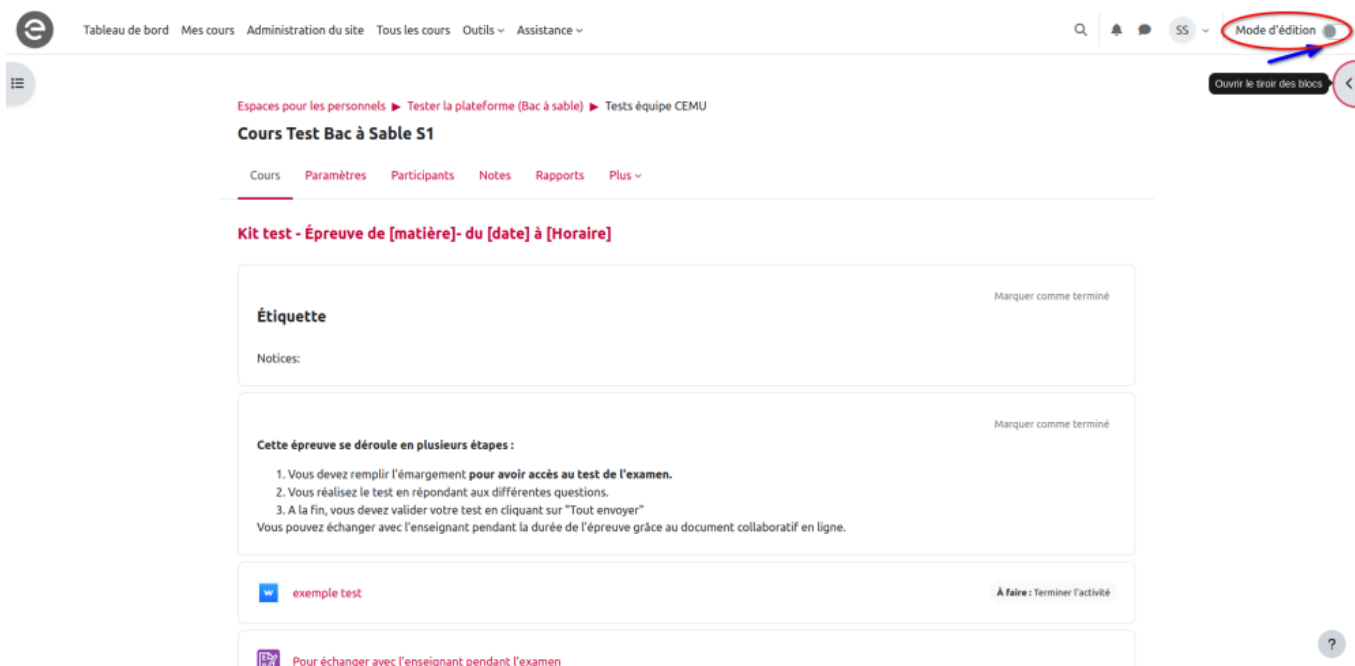 e
Tableau de bord Mes cours Administration du site Tous les cours Outils Assistance SS Mode d'édition
Ouvrir le tiroir des blocs
Espaces pour les personnels ▶ Tester la plateforme (Bac à sable) ▶ Tests équipe CEMU
Cours Test Bac à Sable S1
Cours Paramètres Participants Notes Rapports Plus
Kit test - Épreuve de [matière]- du [date] à [Horaire]
Marquer comme terminé
Étiquette
Notices:
Marquer comme terminé
Cette épreuve se déroule en plusieurs étapes :
1. Vous devez remplir l'émargement pour avoir accès au test de l'examen.
2. Vous réalisez le test en répondant aux différentes questions.
3. A la fin, vous devez valider votre test en cliquant sur "Tout envoyer"
Vous pouvez échanger avec l'enseignant pendant la durée de l'épreuve grâce au document collaboratif en ligne.
w exemple test À faire : Terminer l'activité
Pour échanger avec l'enseignant pendant l'examen
?